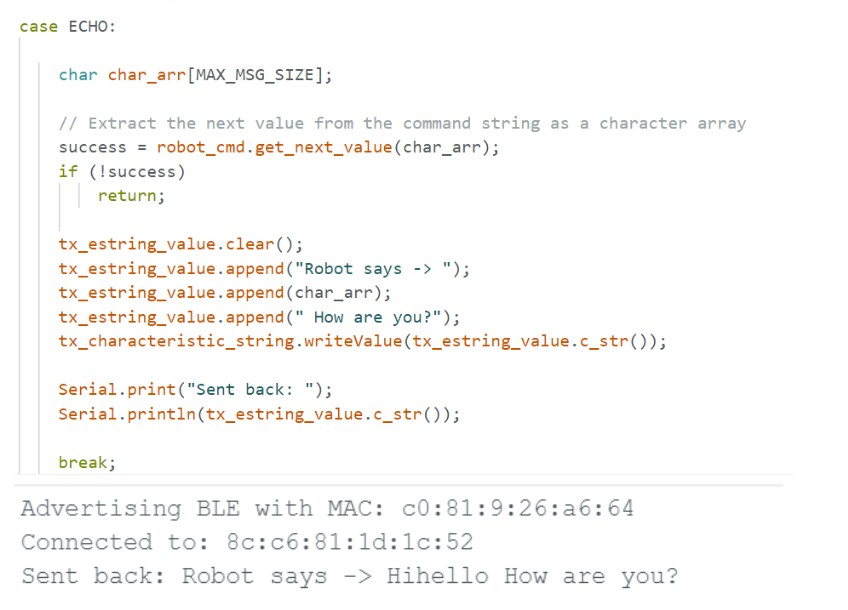 case ECHO:
char char_arr[MAX_MSG_SIZE];
// Extract the next value from the command string as a character array
success = robot_cmd.get_next_value(char_arr);
if (!success)
return;
tx_estring_value.clear();
tx_estring_value.append("Robot says -> ");
tx_estring_value.append(char_arr);
tx_estring_value.append(" How are you?");
tx_characteristic_string.writeValue(tx_estring_value.c_str());
Serial.print("Sent back: ");
Serial.println(tx_estring_value.c_str());
break;
Advertising BLE with MAC: c0:81:9:26:a6:64
Connected to: 8c:c6:81:1d:1c:52
Sent back: Robot says -> Hihello How are you?